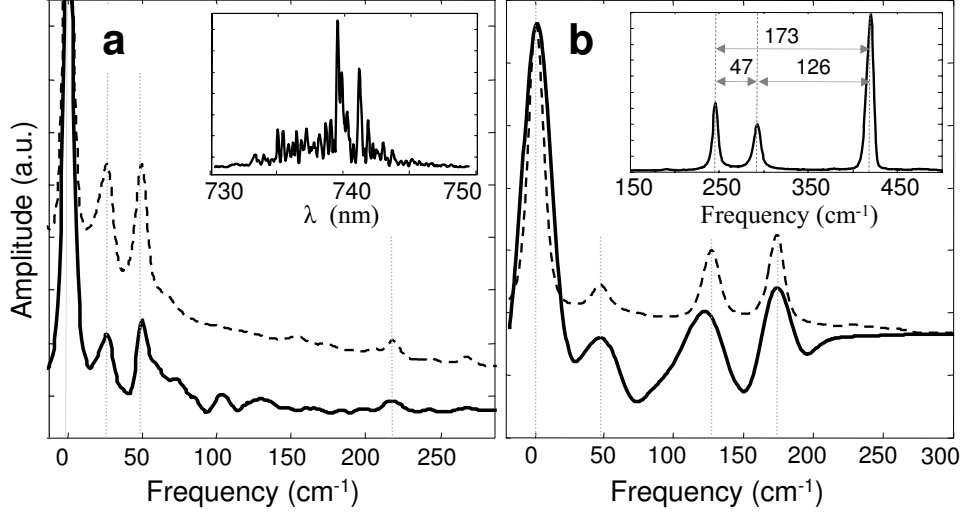 a
730 740 750
λ (nm)
Amplitude (a.u.)
0 50 100 150 200 250
Frequency (cm-1)
b
173
47 126
150 250 350 450
Frequency (cm-1)
0 50 100 150 200 250 300
Frequency (cm-1)